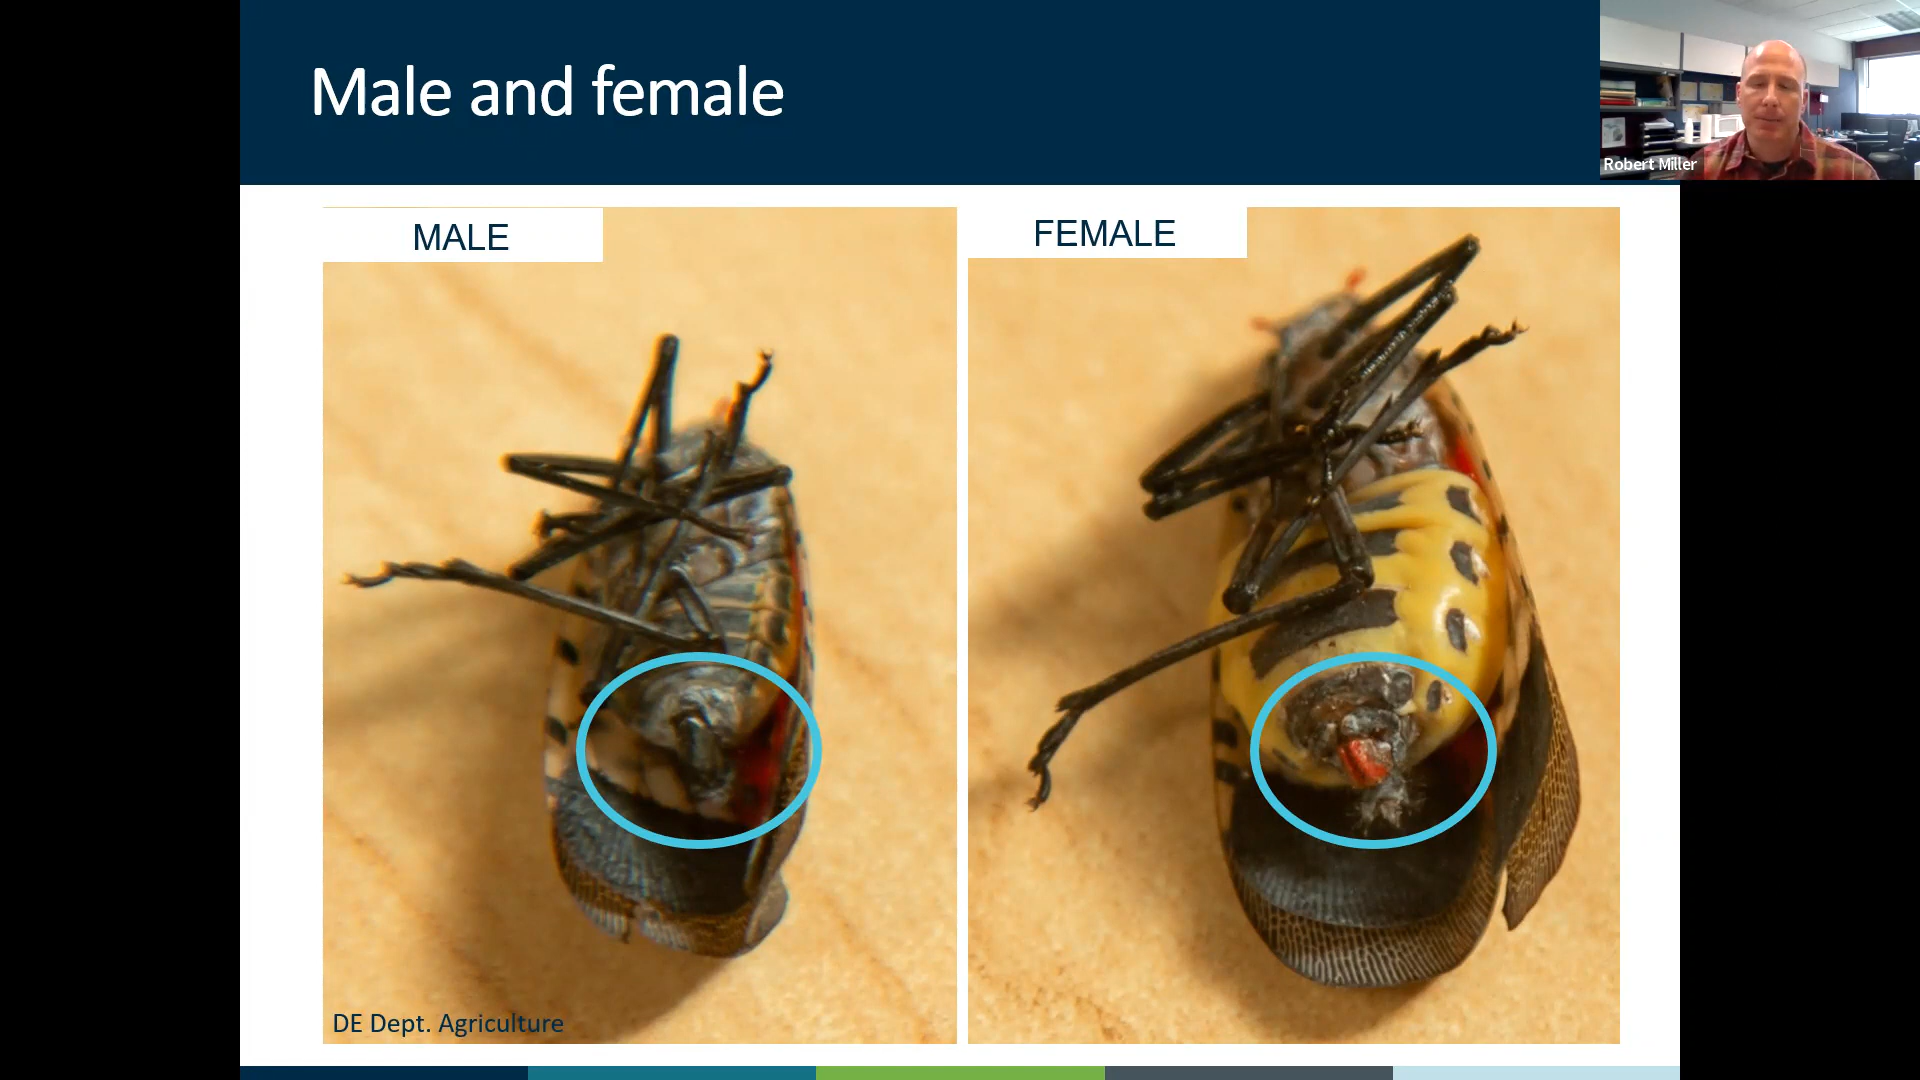 Male and female
Robert Miller
MALE
FEMALE
DE Dept. Agriculture